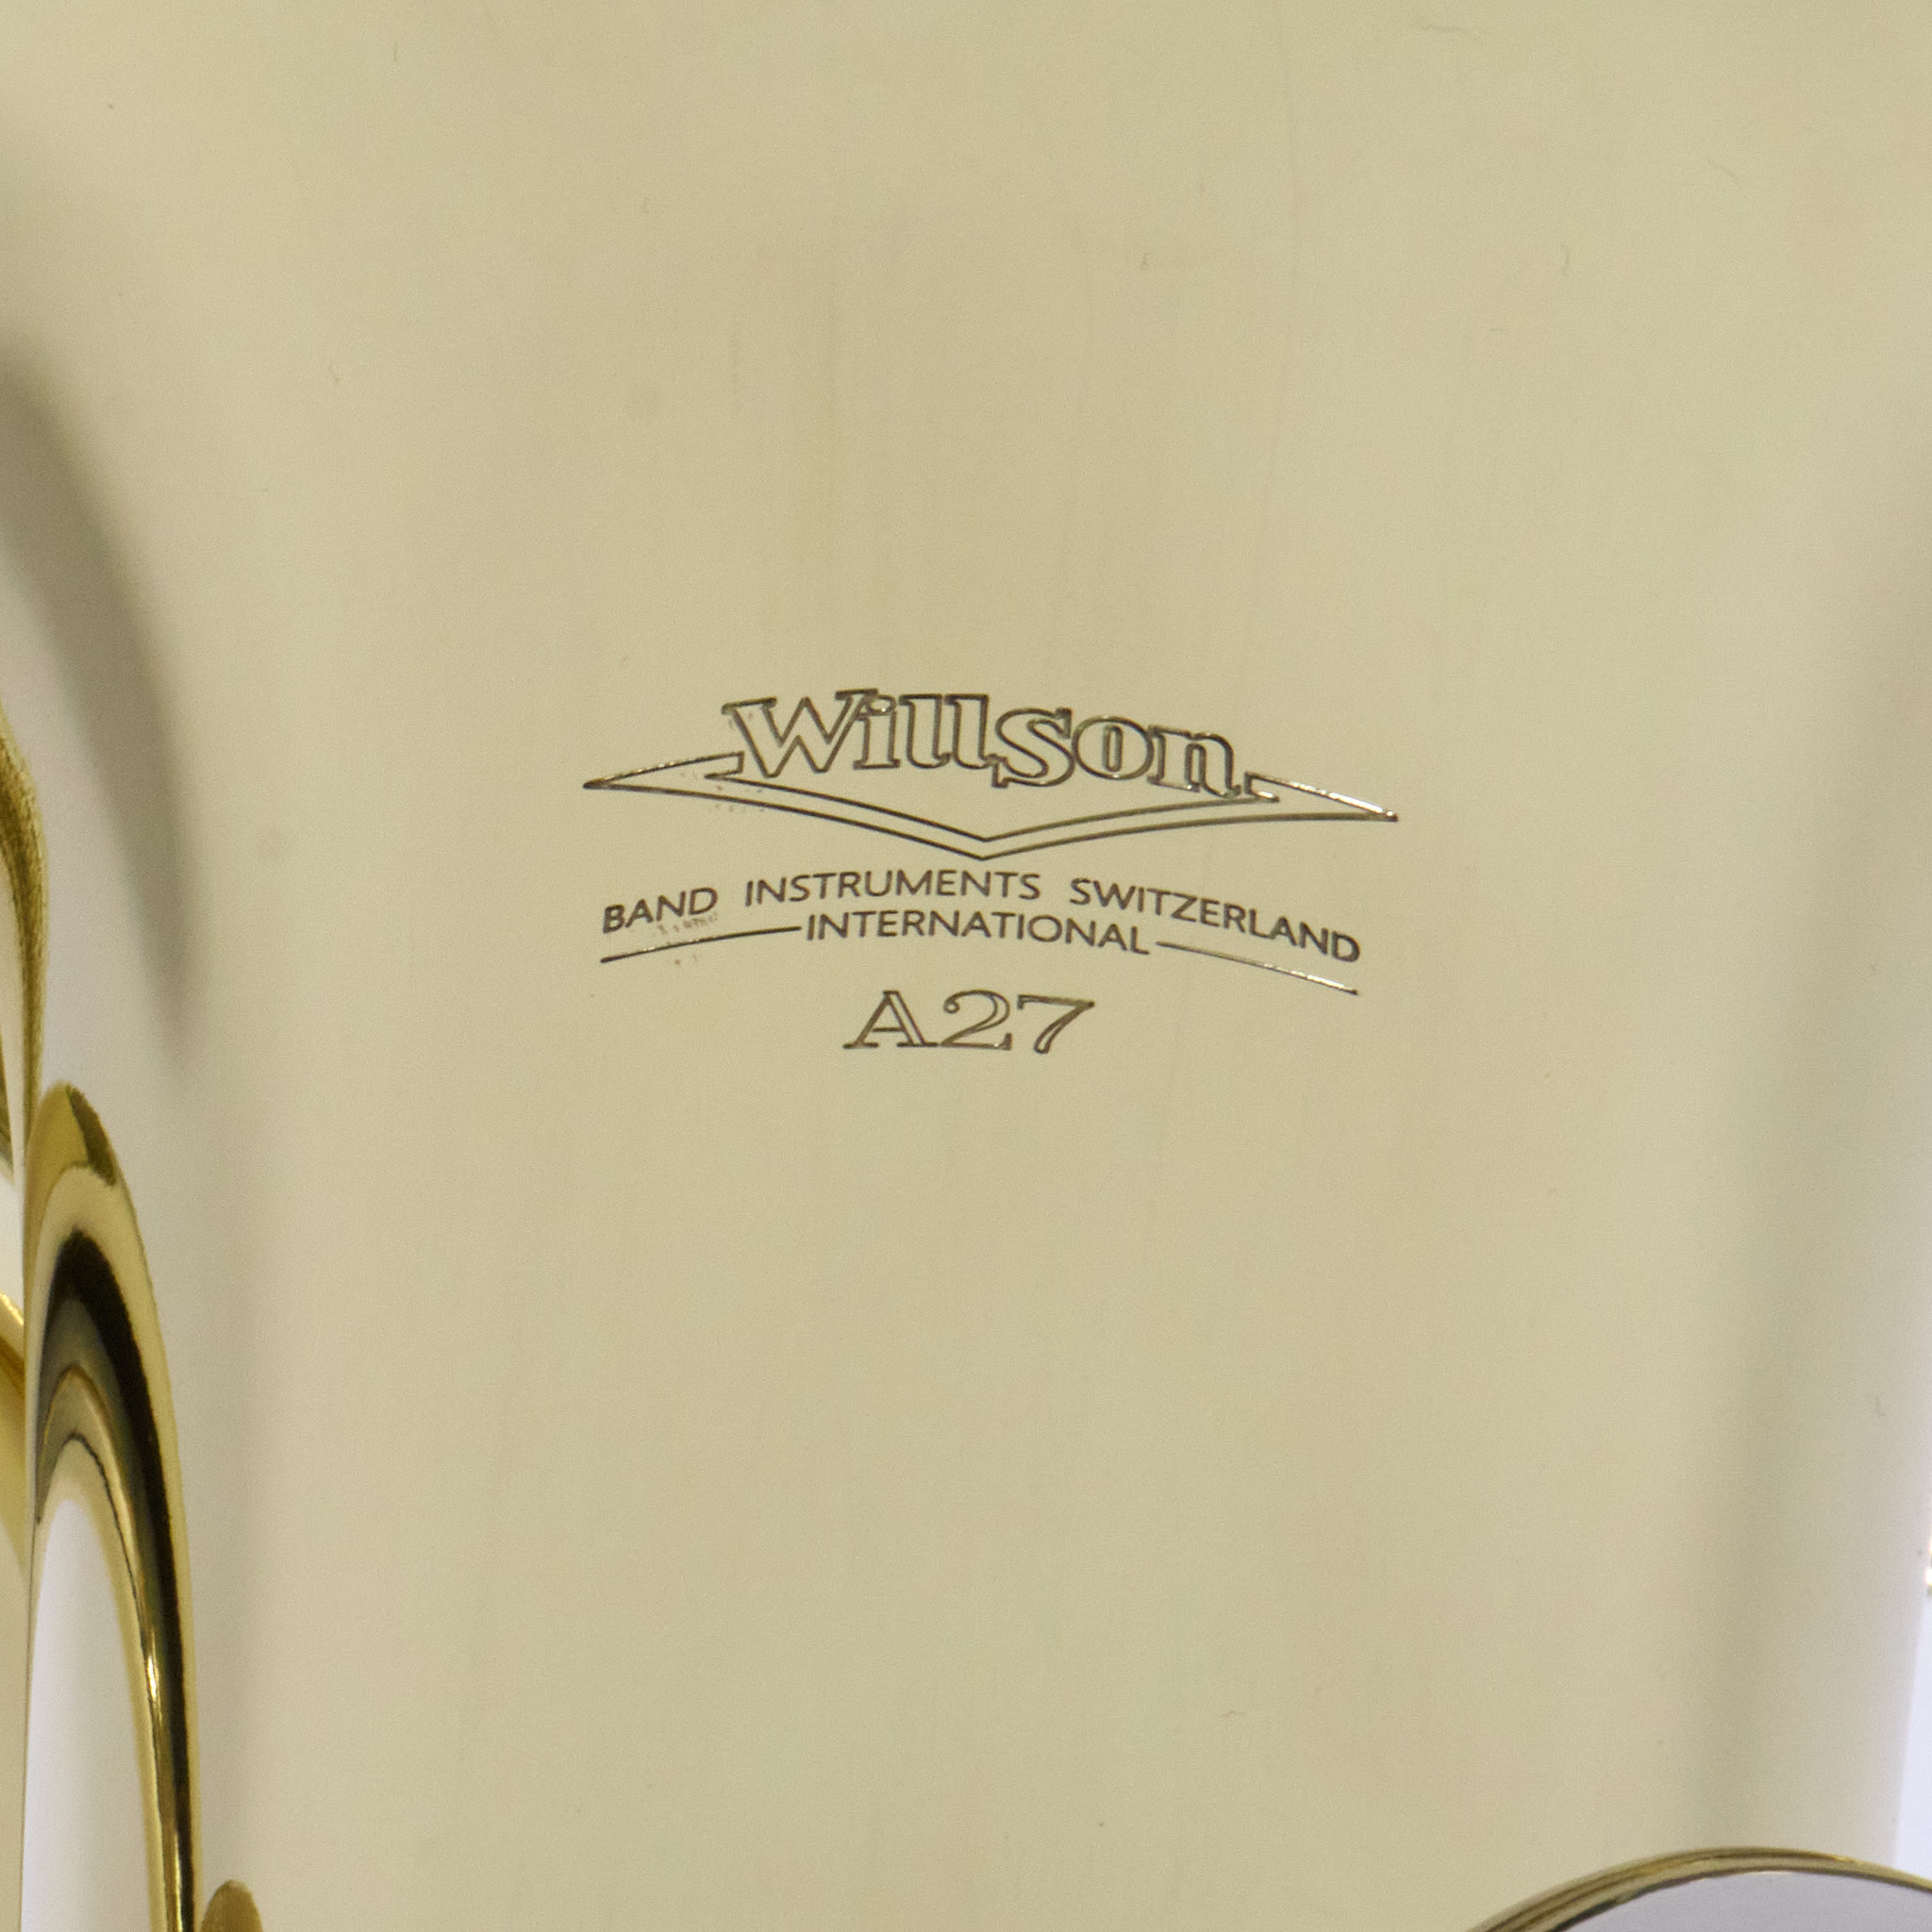 Willson
BAND INSTRUMENTS SWITZERLAND
INTERNATIONAL
A27